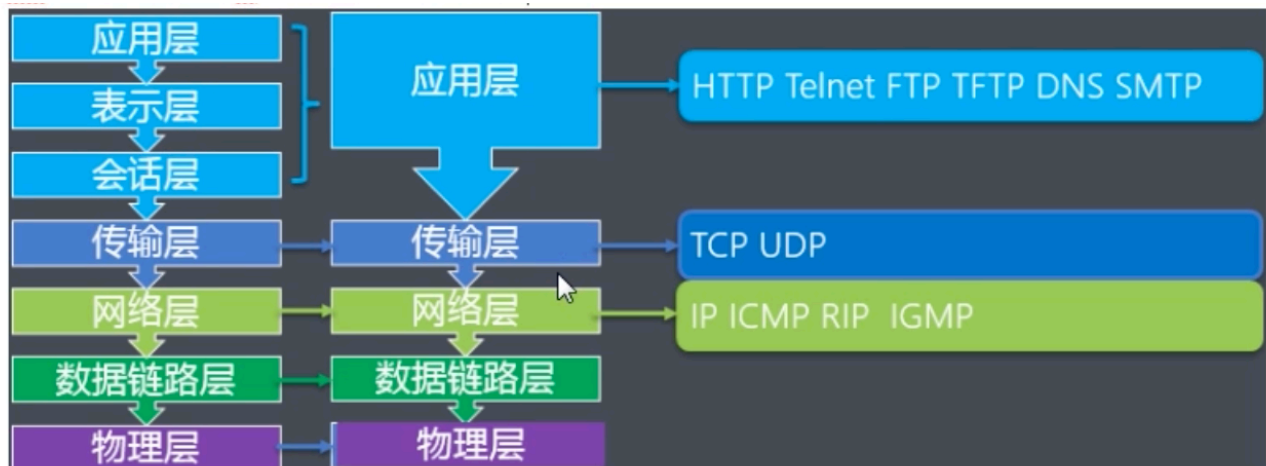 应用层
表示层
会话层
传输层
网络层
数据链路层
物理层
应用层
传输层
网络层
数据链路层
物理层
HTTP Telnet FTP TFTP DNS SMTP
TCP UDP
IP ICMP RIP IGMP